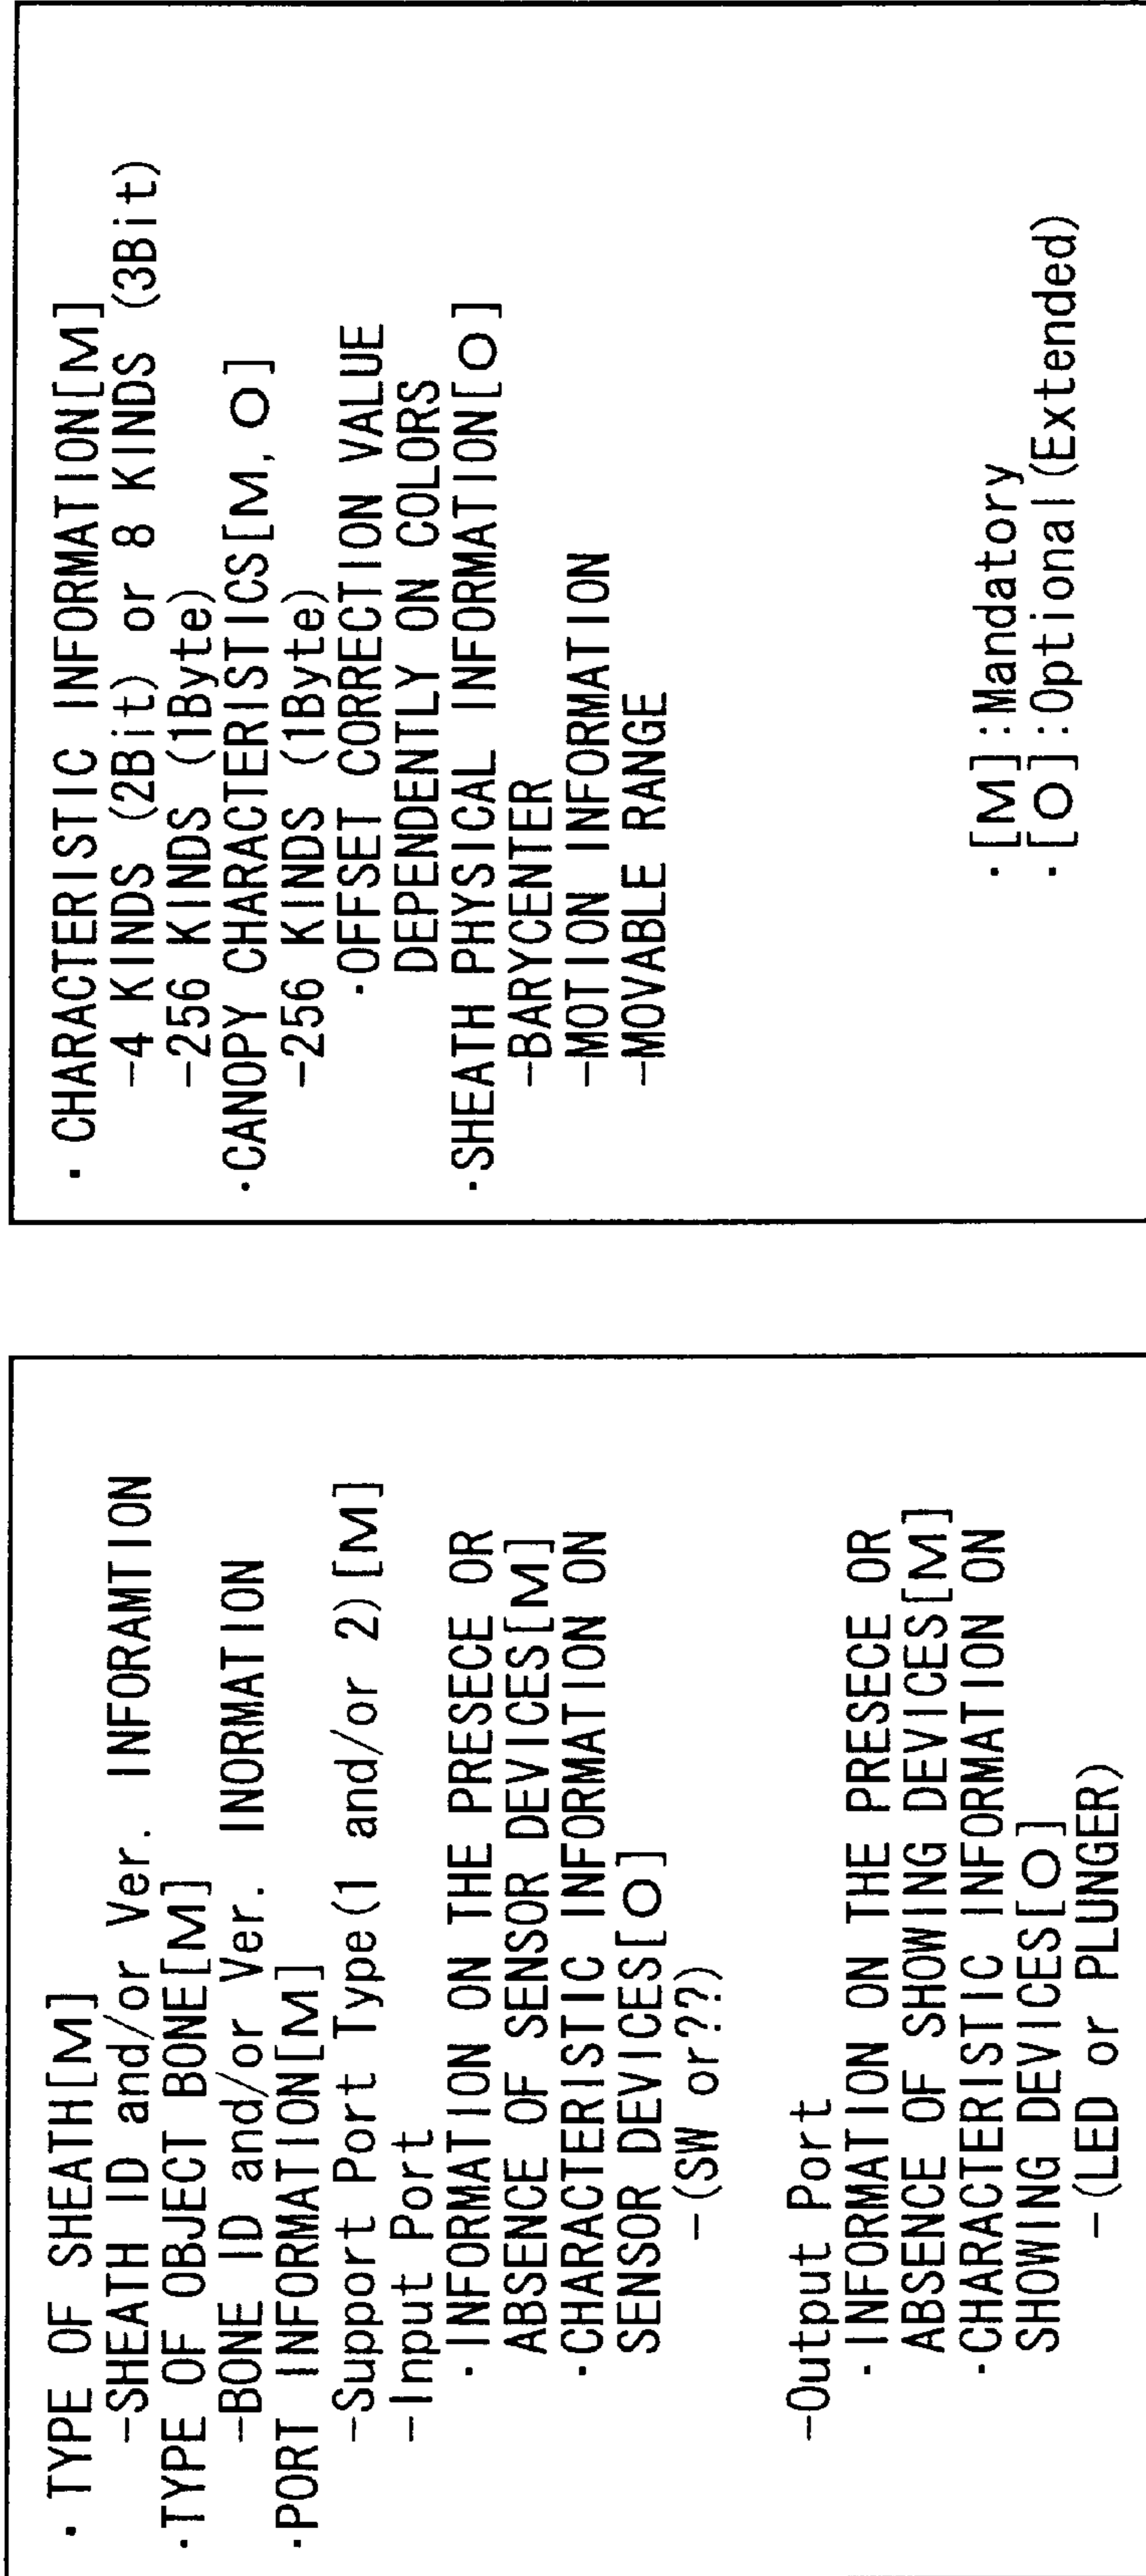 · TYPE OF SHEATH[M]
-SHEATH ID and/or Ver. INFORAMTION
·TYPE OF OBJECT BONE[M]
-BONE ID and/or Ver. INORMATION
·PORT INFORMATION[M]
-Support Port Type(1 and/or 2)[M]
-Input Port
·INFORMATION ON THE PRESECE OR
ABSENCE OF SENSOR DEVICES[M]
·CHARACTERISTIC INFORMATION ON
SENSOR DEVICES[O]
-(SW or??)
-Output Port
·INFORMATION ON THE PRESECE OR
ABSENCE OF SHOWING DEVICES[M]
·CHARACTERISTIC INFORMATION ON
SHOWING DEVICES[O]
-(LED or PLUNGER)
· CHARACTERISTIC INFORMATION[M]
-4 KINDS (2Bit) or 8 KINDS (3Bit)
-256 KINDS (1Byte)
·CANOPY CHARACTERISTICS[M, O]
-256 KINDS (1Byte)
·OFFSET CORRECTION VALUE
DEPENDENTLY ON COLORS
·SHEATH PHYSICAL INFORMATION[O]
-BARYCENTER
-MOTION INFORMATION
-MOVABLE RANGE
·[M]:Mandatory
·[O]:Optional(Extended)